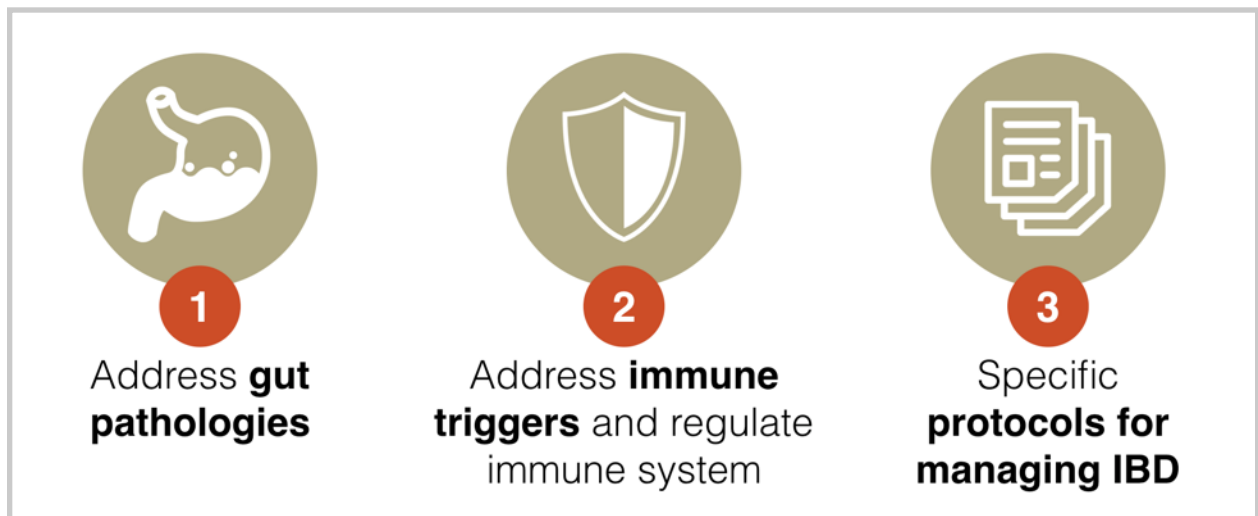 1
Address gut
pathologies
2
Address immune
triggers and regulate
immune system
3
Specific
protocols for
managing IBD